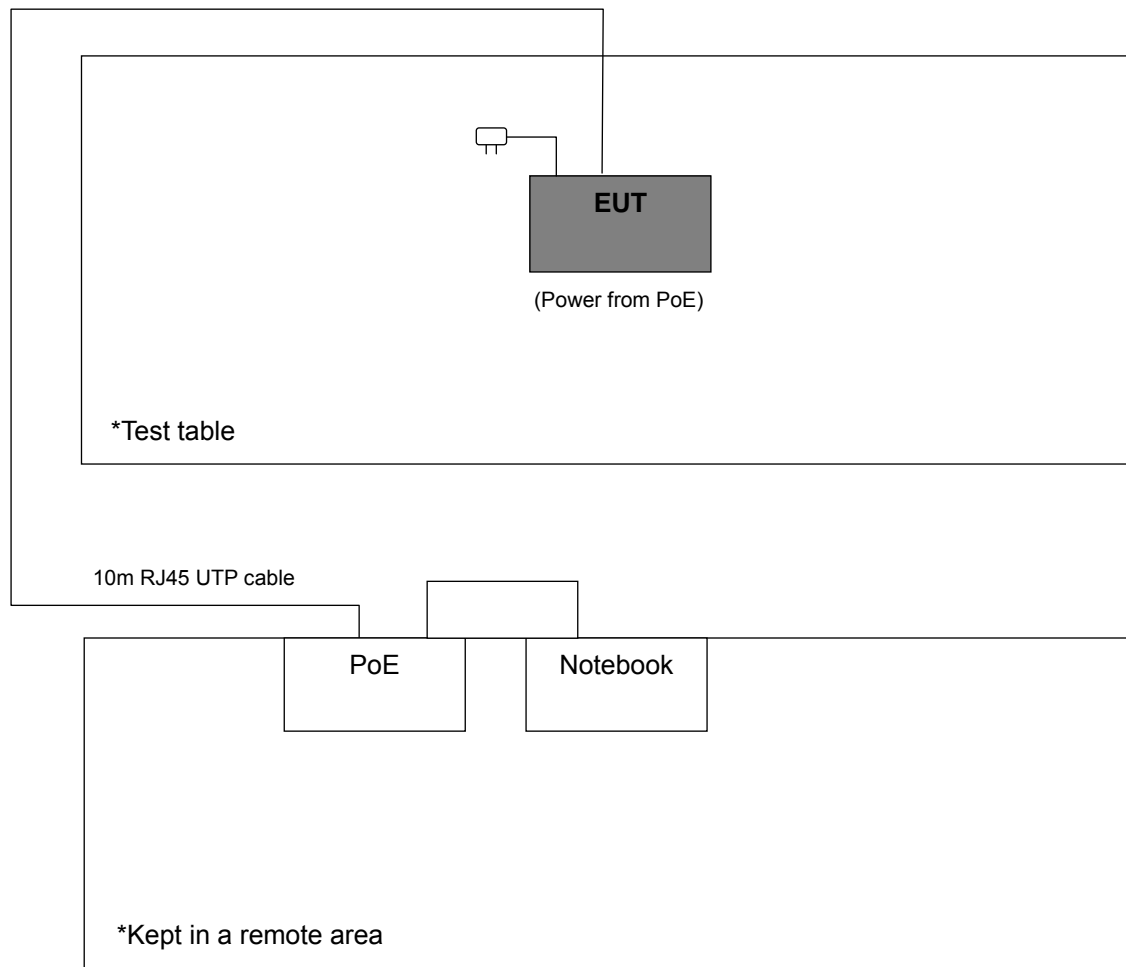 EUT
(Power from PoE)
*Test table
10m RJ45 UTP cable
PoE
Notebook
*Kept in a remote area